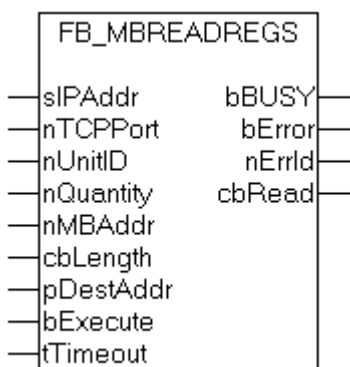 FB_MBREADREGS
sIPAddr bBUSY
nTCPPort bError
nUnitID nErrId
nQuantity cbRead
nMBAddr
cbLength
pDestAddr
bExecute
tTimeout